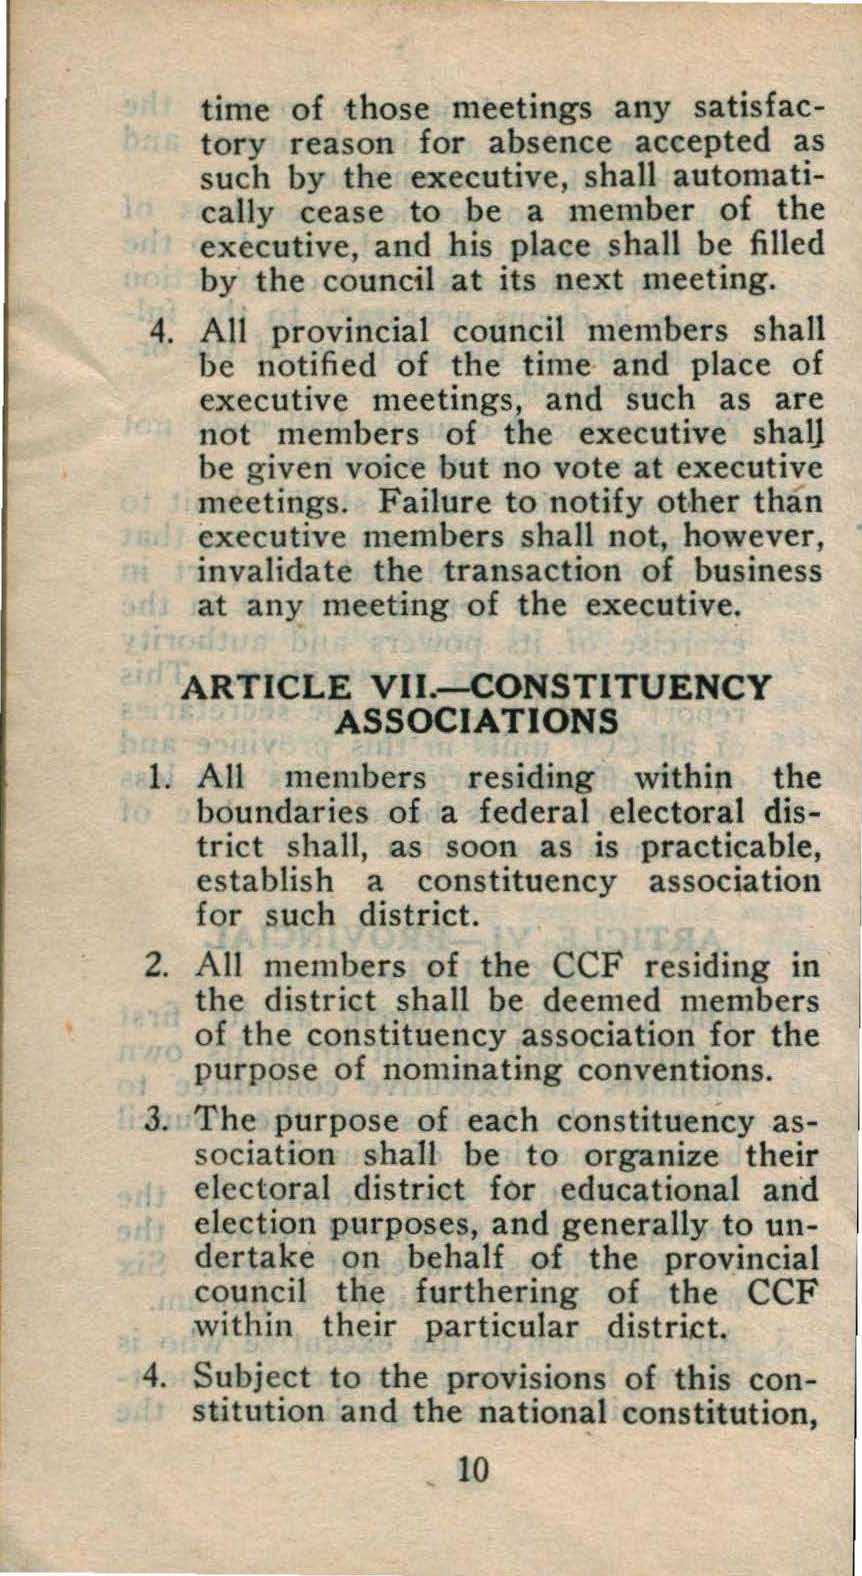 time of those meetings any satisfac-
tory reason for absence accepted as
such by the executive, shall automati-
cally cease to be a member of the
executive, and his place shall be filled
by the council at its next meeting.
4. All provincial council members shall
be notified of the time and place of
executive meetings, and such as are
not members of the executive shall
be given voice but no vote at executive
meetings. Failure to notify other than
executive members shall not, however,
invalidate the transaction of business
at any meeting of the executive.
ARTICLE VII.—CONSTITUENCY
ASSOCIATIONS
1. All members residing within the
boundaries of a federal electoral dis-
trict shall, as soon as is practicable,
establish a constituency association
for such district.
2. All members of the CCF residing in
the district shall be deemed members
of the constituency association for the
purpose of nominating conventions.
3. The purpose of each constituency as-
sociation shall be to organize their
electoral district for educational and
election purposes, and generally to un-
dertake on behalf of the provincial
council the furthering of the CCF
within their particular district.
4. Subject to the provisions of this con-
stitution and the national constitution,
10